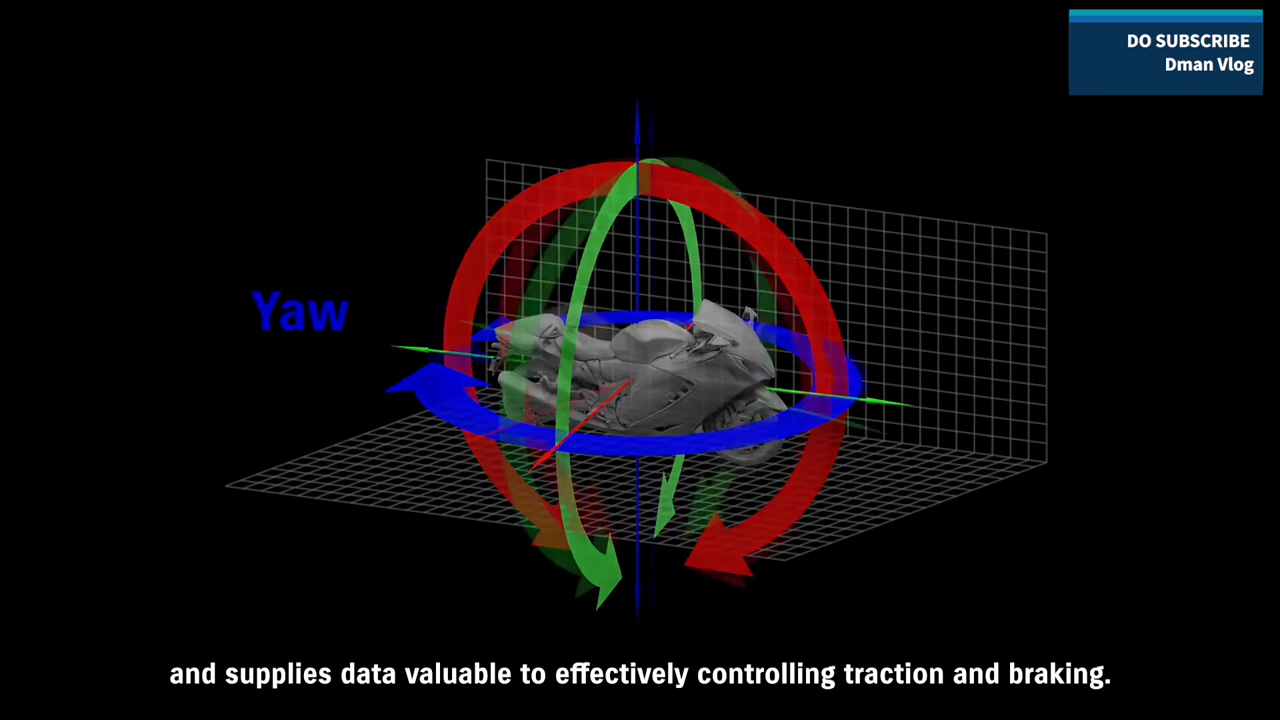 DO SUBSCRIBE
Dman Vlog
Yaw
and supplies data valuable to effectively controlling traction and braking.